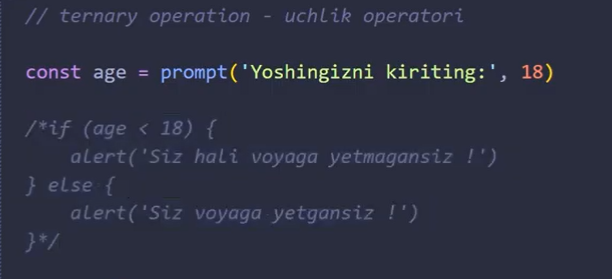 // ternary operation - uchlik operatori
const age = prompt('Yoshingizni kiriting:', 18)
/*if (age < 18) {
    alert('Siz hali voyaga yetmagansiz !')
} else {
    alert('Siz voyaga yetgansiz !')
}*/